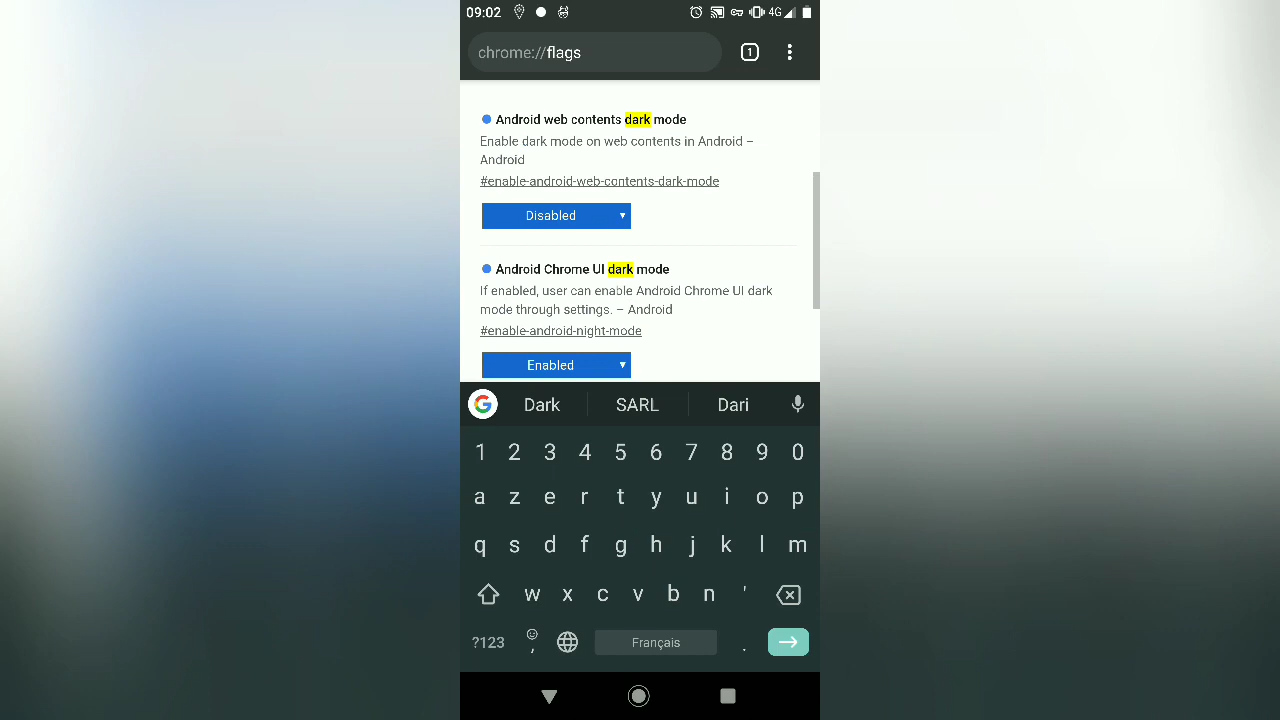 09:02 4G
chrome://flags 1
Android web contents dark mode
Enable dark mode on web contents in Android –
Android
#enable-android-web-contents-dark-mode
Disabled
Android Chrome UI dark mode
If enabled, user can enable Android Chrome UI dark
mode through settings. – Android
#enable-android-night-mode
Enabled
G Dark SARL Dari
1 2 3 4 5 6 7 8 9 0
a z e r t y u i o p
q s d f g h j k l m
w x c v b n '
?123 , Français .